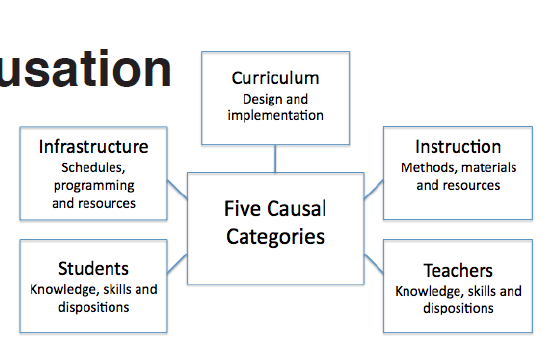 usation
Curriculum
Design and
implementation
Infrastructure
Schedules,
programming
and resources
Instruction
Methods, materials
and resources
Five Causal
Categories
Students
Knowledge, skills and
dispositions
Teachers
Knowledge, skills and
dispositions